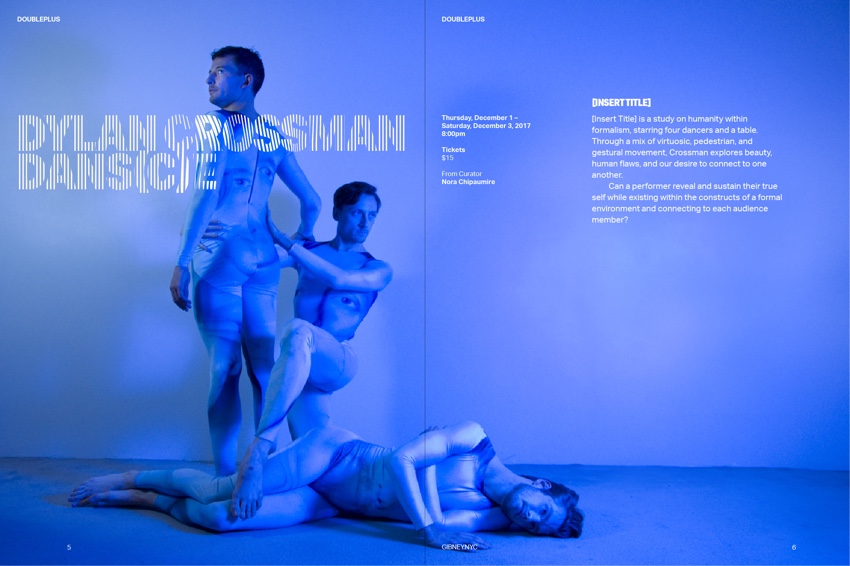 DOUBLEPLUS
DYLAN CROSSMAN
DANS(C)E
5
DOUBLEPLUS
Thursday, December 1 –
Saturday, December 3, 2017
8:00pm
Tickets
$15
From Curator
Nora Chipaumire
[INSERT TITLE]
[Insert Title] is a study on humanity within
formalism, starring four dancers and a table.
Through a mix of virtuosic, pedestrian, and
gestural movement, Crossman explores beauty,
human flaws, and our desire to connect to one
another.
Can a performer reveal and sustain their true
self while existing within the constructs of a formal
environment and connecting to each audience
member?
GIBNEY.NYC
6